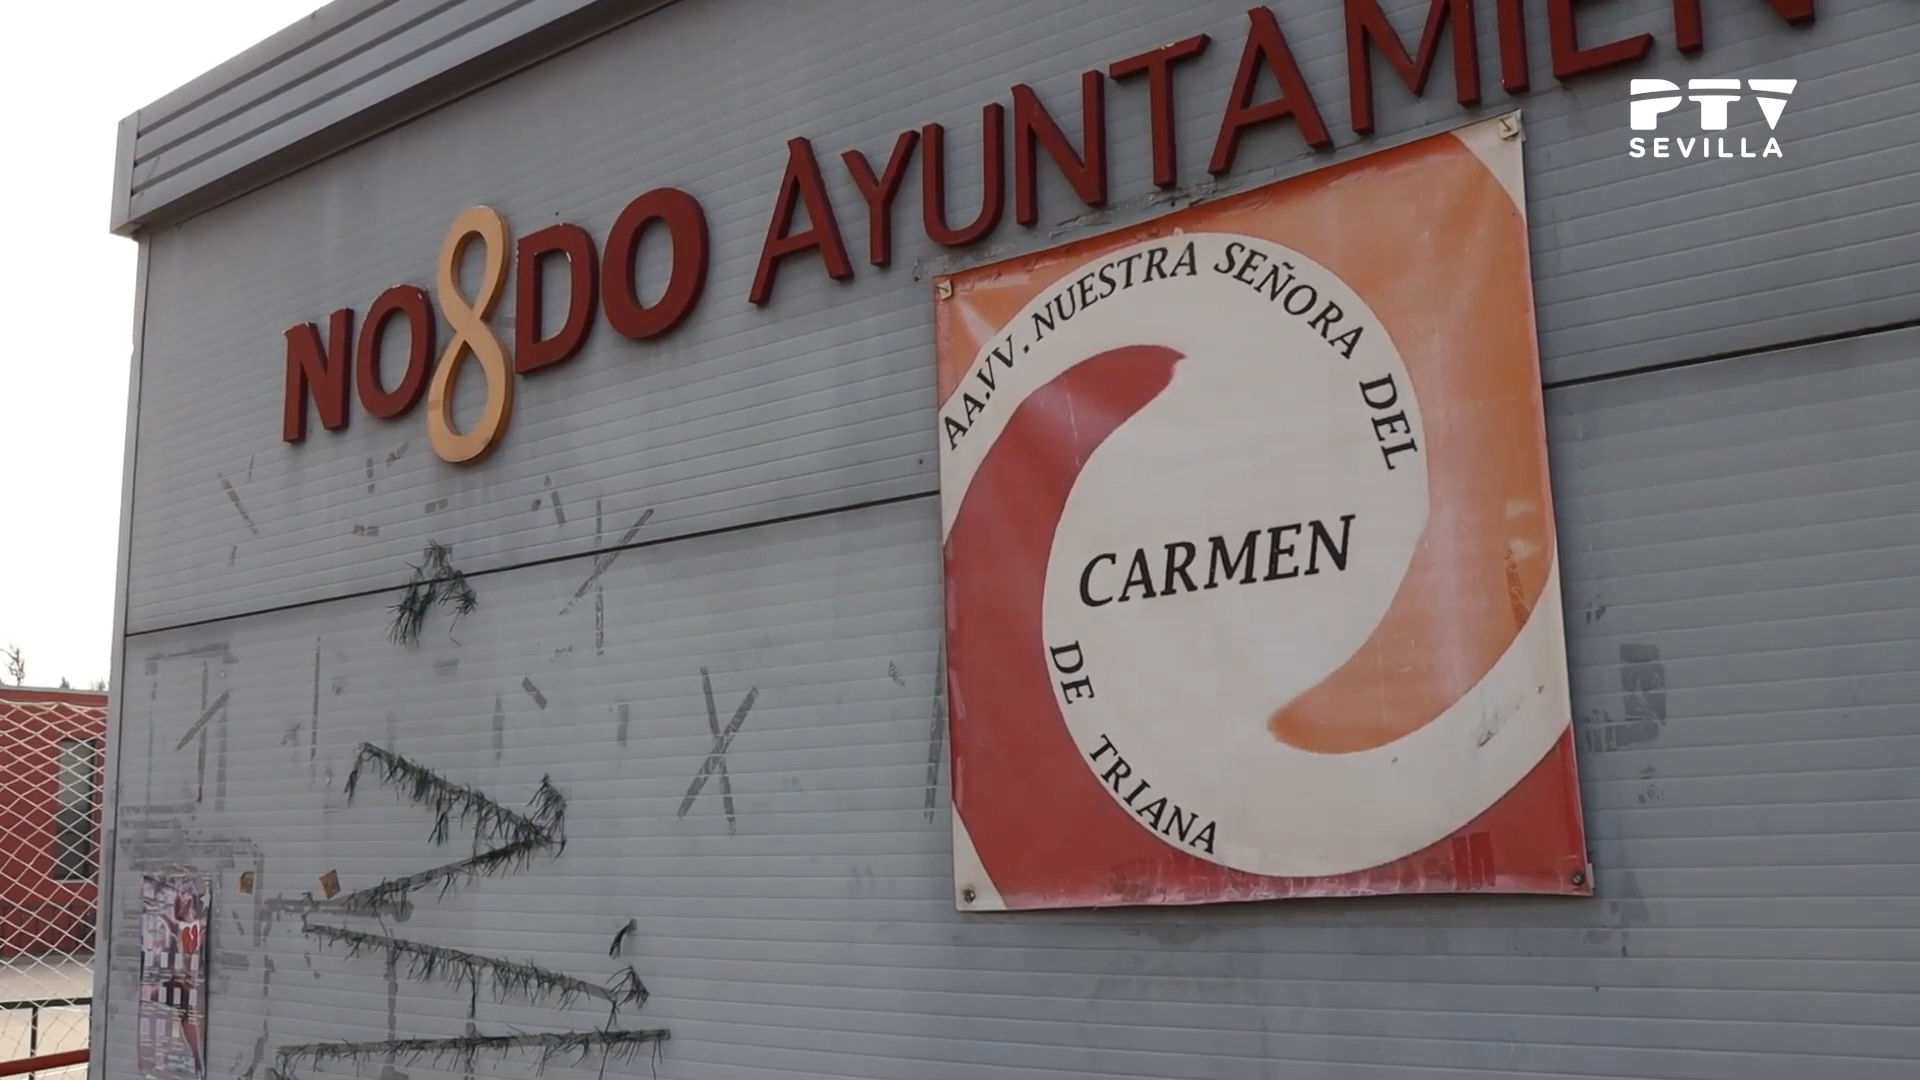 PTV
SEVILLA
NO8DO AYUNTAMIEN
AA.VV. NUESTRA SEÑORA DEL
CARMEN
DE TRIANA